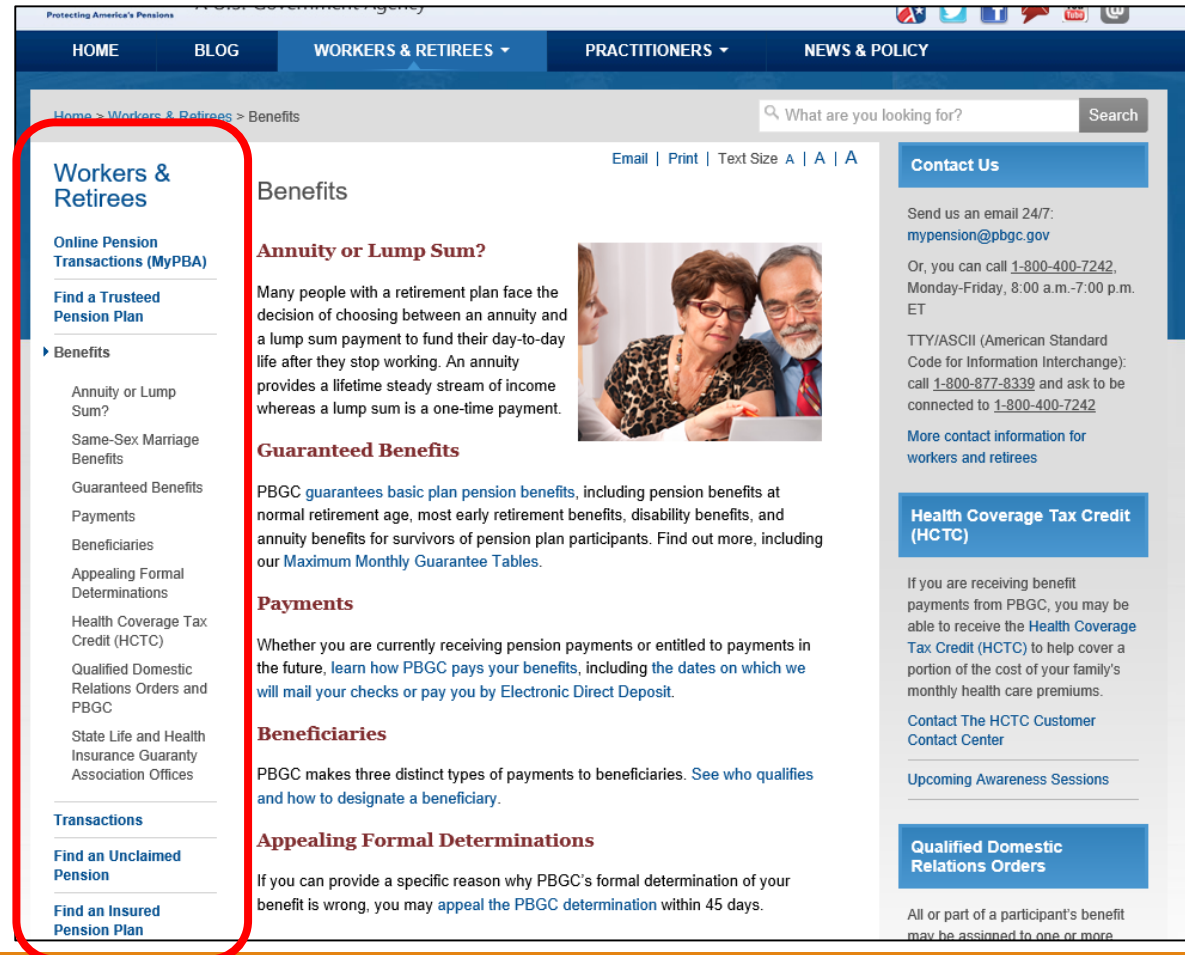 Protecting America's Pensions
A U.S. Government Agency
You Tube
HOME BLOG WORKERS & RETIREES PRACTITIONERS NEWS & POLICY
Home > Workers & Retirees > Benefits
What are you looking for? Search
Workers &
Retirees
Online Pension
Transactions (MyPBA)
Find a Trusteed
Pension Plan
Benefits
Annuity or Lump
Sum?
Same-Sex Marriage
Benefits
Guaranteed Benefits
Payments
Beneficiaries
Appealing Formal
Determinations
Health Coverage Tax
Credit (HCTC)
Qualified Domestic
Relations Orders and
PBGC
State Life and Health
Insurance Guaranty
Association Offices
Transactions
Find an Unclaimed
Pension
Find an Insured
Pension Plan
Email | Print | Text Size A | A | A
Benefits
Annuity or Lump Sum?
Many people with a retirement plan face the
decision of choosing between an annuity and
a lump sum payment to fund their day-to-day
life after they stop working. An annuity
provides a lifetime steady stream of income
whereas a lump sum is a one-time payment.
Guaranteed Benefits
PBGC guarantees basic plan pension benefits, including pension benefits at
normal retirement age, most early retirement benefits, disability benefits, and
annuity benefits for survivors of pension plan participants. Find out more, including
our Maximum Monthly Guarantee Tables.
Payments
Whether you are currently receiving pension payments or entitled to payments in
the future, learn how PBGC pays your benefits, including the dates on which we
will mail your checks or pay you by Electronic Direct Deposit.
Beneficiaries
PBGC makes three distinct types of payments to beneficiaries. See who qualifies
and how to designate a beneficiary.
Appealing Formal Determinations
If you can provide a specific reason why PBGC's formal determination of your
benefit is wrong, you may appeal the PBGC determination within 45 days.
Contact Us
Send us an email 24/7:
mypension@pbgc.gov
Or, you can call 1-800-400-7242,
Monday-Friday, 8:00 a.m.-7:00 p.m.
ET
TTY/ASCII (American Standard
Code for Information Interchange):
call 1-800-877-8339 and ask to be
connected to 1-800-400-7242
More contact information for
workers and retirees
Health Coverage Tax Credit
(HCTC)
If you are receiving benefit
payments from PBGC, you may be
able to receive the Health Coverage
Tax Credit (HCTC) to help cover a
portion of the cost of your family's
monthly health care premiums.
Contact The HCTC Customer
Contact Center
Upcoming Awareness Sessions
Qualified Domestic
Relations Orders
All or part of a participant's benefit
may be assigned to one or more